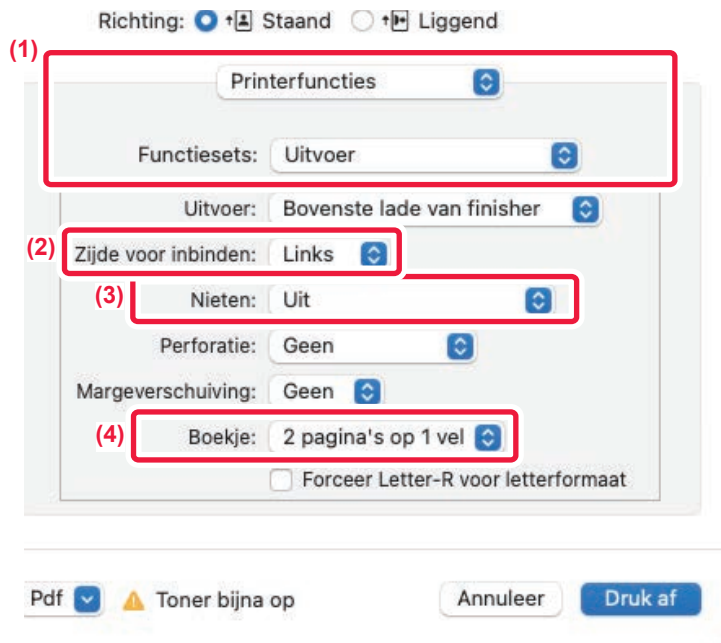 Richting: Staand Liggend
(1)
Printerfuncties
Functiesets: Uitvoer
Uitvoer: Bovenste lade van finisher
(2) Zijde voor inbinden: Links
(3) Nieten: Uit
Perforatie: Geen
Margeverschuiving: Geen
(4) Boekje: 2 pagina's op 1 vel
Forceer Letter-R voor letterformaat
Pdf Toner bijna op Annuleer Druk af